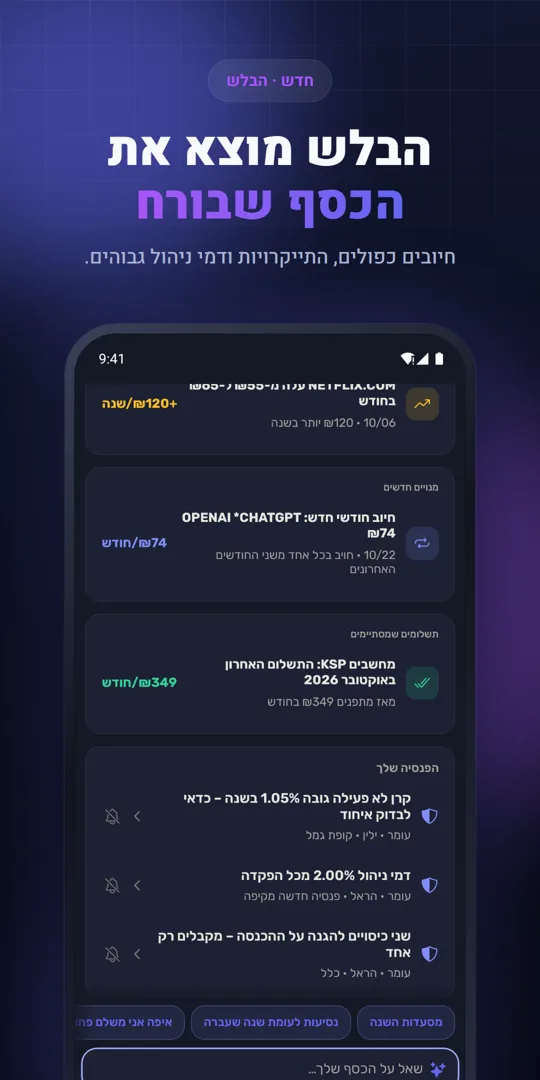 חדש · הבלש
הבלש מוצא את
הכסף שבורח
חיובים כפולים, התייקרויות ודמי ניהול גבוהים.
9:41
NETFLIX.COM עלה מ-₪55 ל-₪65
בחודש
+₪120/שנה
10/06 • ₪120 יותר בשנה
מנויים חדשים
חיוב חודשי חדש: OPENAI *CHATGPT
₪74
₪74/חודש
10/22 • חויב בכל אחד משני החודשים
האחרונים
תשלומים שמסתיימים
מחשבים KSP: התשלום האחרון
באוקטובר 2026
₪349/חודש
מאז מתפנים ₪349 בחודש
הפנסיה שלך
קרן לא פעילה גובה 1.05% בשנה – כדאי
לבדוק איחוד
עומר • ילין • קופת גמל
דמי ניהול 2.00% מכל הפקדה
עומר • הראל • פנסיה חדשה מקיפה
שני כיסויים להגנה על ההכנסה – מקבלים רק
אחד
עומר • הראל • כלל
מסעדות השנה
נסיעות לעומת שנה שעברה
איפה אני משלם
שאל על הכסף שלך...